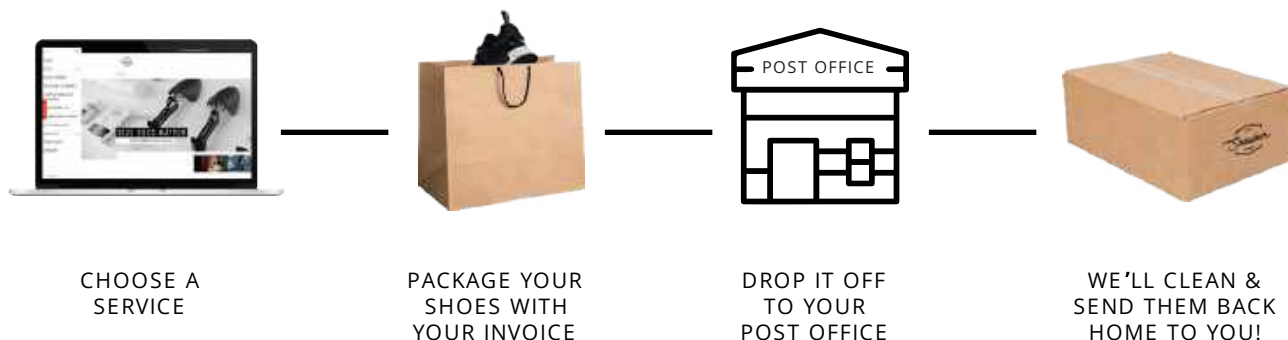 POST OFFICE
CHOOSE A
SERVICE
PACKAGE YOUR
SHOES WITH
YOUR INVOICE
DROP IT OFF
TO YOUR
POST OFFICE
WE'LL CLEAN &
SEND THEM BACK
HOME TO YOU!